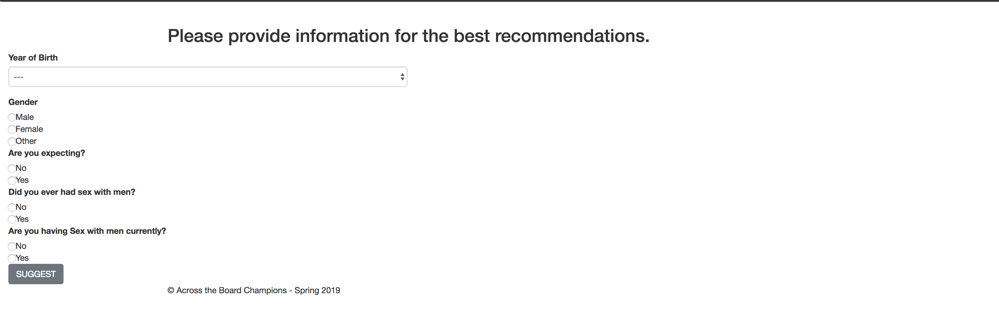 Please provide information for the best recommendations.
Year of Birth
---
Gender
Male
Female
Other
Are you expecting?
No
Yes
Did you ever had sex with men?
No
Yes
Are you having Sex with men currently?
No
Yes
SUGGEST
© Across the Board Champions - Spring 2019